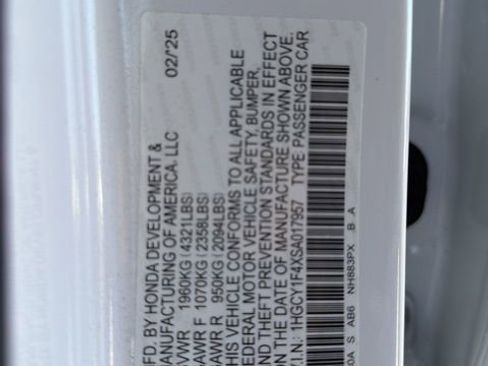 MFD. BY HONDA DEVELOPMENT & 02/'25
MANUFACTURING OF AMERICA, LLC
GVWR 1960KG(4321LBS)
GAWR F 1070KG(2358LBS)
GAWR R 950KG(2094LBS)
THIS VEHICLE CONFORMS TO ALL APPLICABLE
FEDERAL MOTOR VEHICLE SAFETY, BUMPER,
AND THEFT PREVENTION STANDARDS IN EFFECT
ON THE DATE OF MANUFACTURE SHOWN ABOVE.
V.I.N.: 1HGCY1F4XSA017957 TYPE: PASSENGER CAR
0A S AB6 NH883PX B A